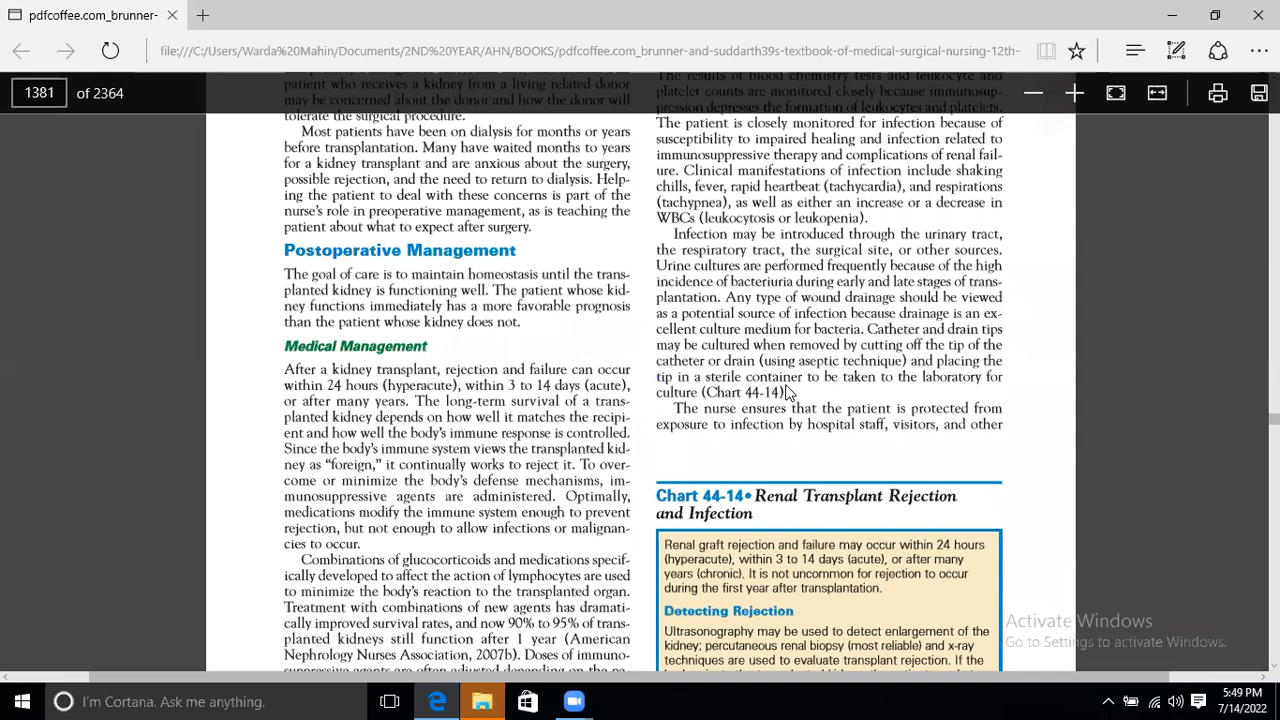 pdfcoffee.com_brunner-
file:///C:/Users/Warda%20Mahin/Documents/2ND%20YEAR/AHN/BOOKS/pdfcoffee.com_brunner-and-suddarth39s-textbook-of-medical-surgical-nursing-12th-
1381 of 2364
patient who receives a kidney from a living related donor
may be concerned about the donor and how the donor will
tolerate the surgical procedure.
Most patients have been on dialysis for months or years
before transplantation. Many have waited months to years
for a kidney transplant and are anxious about the surgery,
possible rejection, and the need to return to dialysis. Help-
ing the patient to deal with these concerns is part of the
nurse's role in preoperative management, as is teaching the
patient about what to expect after surgery.
Postoperative Management
The goal of care is to maintain homeostasis until the trans-
planted kidney is functioning well. The patient whose kid-
ney functions immediately has a more favorable prognosis
than the patient whose kidney does not.
Medical Management
After a kidney transplant, rejection and failure can occur
within 24 hours (hyperacute), within 3 to 14 days (acute),
or after many years. The long-term survival of a trans-
planted kidney depends on how well it matches the recipi-
ent and how well the body's immune response is controlled.
Since the body's immune system views the transplanted kid-
ney as "foreign," it continually works to reject it. To over-
come or minimize the body's defense mechanisms, im-
munosuppressive agents are administered. Optimally,
medications modify the immune system enough to prevent
rejection, but not enough to allow infections or malignan-
cies to occur.
Combinations of glucocorticoids and medications specif-
ically developed to affect the action of lymphocytes are used
to minimize the body's reaction to the transplanted organ.
Treatment with combinations of new agents has dramati-
cally improved survival rates, and now 90% to 95% of trans-
planted kidneys still function after 1 year (American
Nephrology Nurses Association, 2007b). Doses of immuno-
suppressive agents are often adjusted depending on the pa-
The results of blood chemistry tests and leukocyte and
platelet counts are monitored closely because immunosup-
pression depresses the formation of leukocytes and platelets.
The patient is closely monitored for infection because of
susceptibility to impaired healing and infection related to
immunosuppressive therapy and complications of renal fail-
ure. Clinical manifestations of infection include shaking
chills, fever, rapid heartbeat (tachycardia), and respirations
(tachypnea), as well as either an increase or a decrease in
WBCs (leukocytosis or leukopenia).
Infection may be introduced through the urinary tract,
the respiratory tract, the surgical site, or other sources.
Urine cultures are performed frequently because of the high
incidence of bacteriuria during early and late stages of trans-
plantation. Any type of wound drainage should be viewed
as a potential source of infection because drainage is an ex-
cellent culture medium for bacteria. Catheter and drain tips
may be cultured when removed by cutting off the tip of the
catheter or drain (using aseptic technique) and placing the
tip in a sterile container to be taken to the laboratory for
culture (Chart 44-14)
The nurse ensures that the patient is protected from
exposure to infection by hospital staff, visitors, and other
Chart 44-14• Renal Transplant Rejection
and Infection
Renal graft rejection and failure may occur within 24 hours
(hyperacute), within 3 to 14 days (acute), or after many
years (chronic). It is not uncommon for rejection to occur
during the first year after transplantation.
Detecting Rejection
Ultrasonography may be used to detect enlargement of the
kidney; percutaneous renal biopsy (most reliable) and x-ray
techniques are used to evaluate transplant rejection. If the
Activate Windows
Go to Settings to activate Windows.
I'm Cortana. Ask me anything.
5:49 PM
7/14/2022